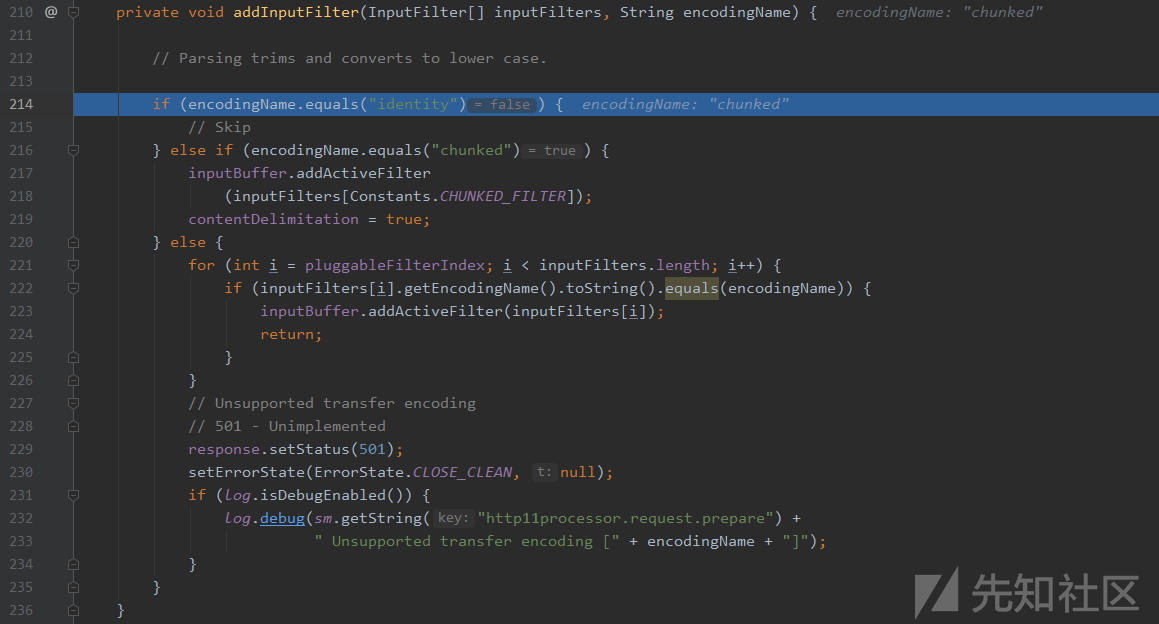 210 @ private void addInputFilter(InputFilter[] inputFilters, String encodingName) { encodingName: "chunked"
211
212 // Parsing trims and converts to lower case.
213
214 if (encodingName.equals("identity") = false ) { encodingName: "chunked"
215 // Skip
216 } else if (encodingName.equals("chunked") = true ) {
217 inputBuffer.addActiveFilter
218 (inputFilters[Constants.CHUNKED_FILTER]);
219 contentDelimitation = true;
220 } else {
221 for (int i = pluggableFilterIndex; i < inputFilters.length; i++) {
222 if (inputFilters[i].getEncodingName().toString().equals(encodingName)) {
223 inputBuffer.addActiveFilter(inputFilters[i]);
224 return;
225 }
226 }
227 // Unsupported transfer encoding
228 // 501 - Unimplemented
229 response.setStatus(501);
230 setErrorState(ErrorState.CLOSE_CLEAN, t: null);
231 if (log.isDebugEnabled()) {
232 log.debug(sm.getString( key: "http11processor.request.prepare") +
233 " Unsupported transfer encoding [" + encodingName + "]");
234 }
235 }
236 }
先知社区